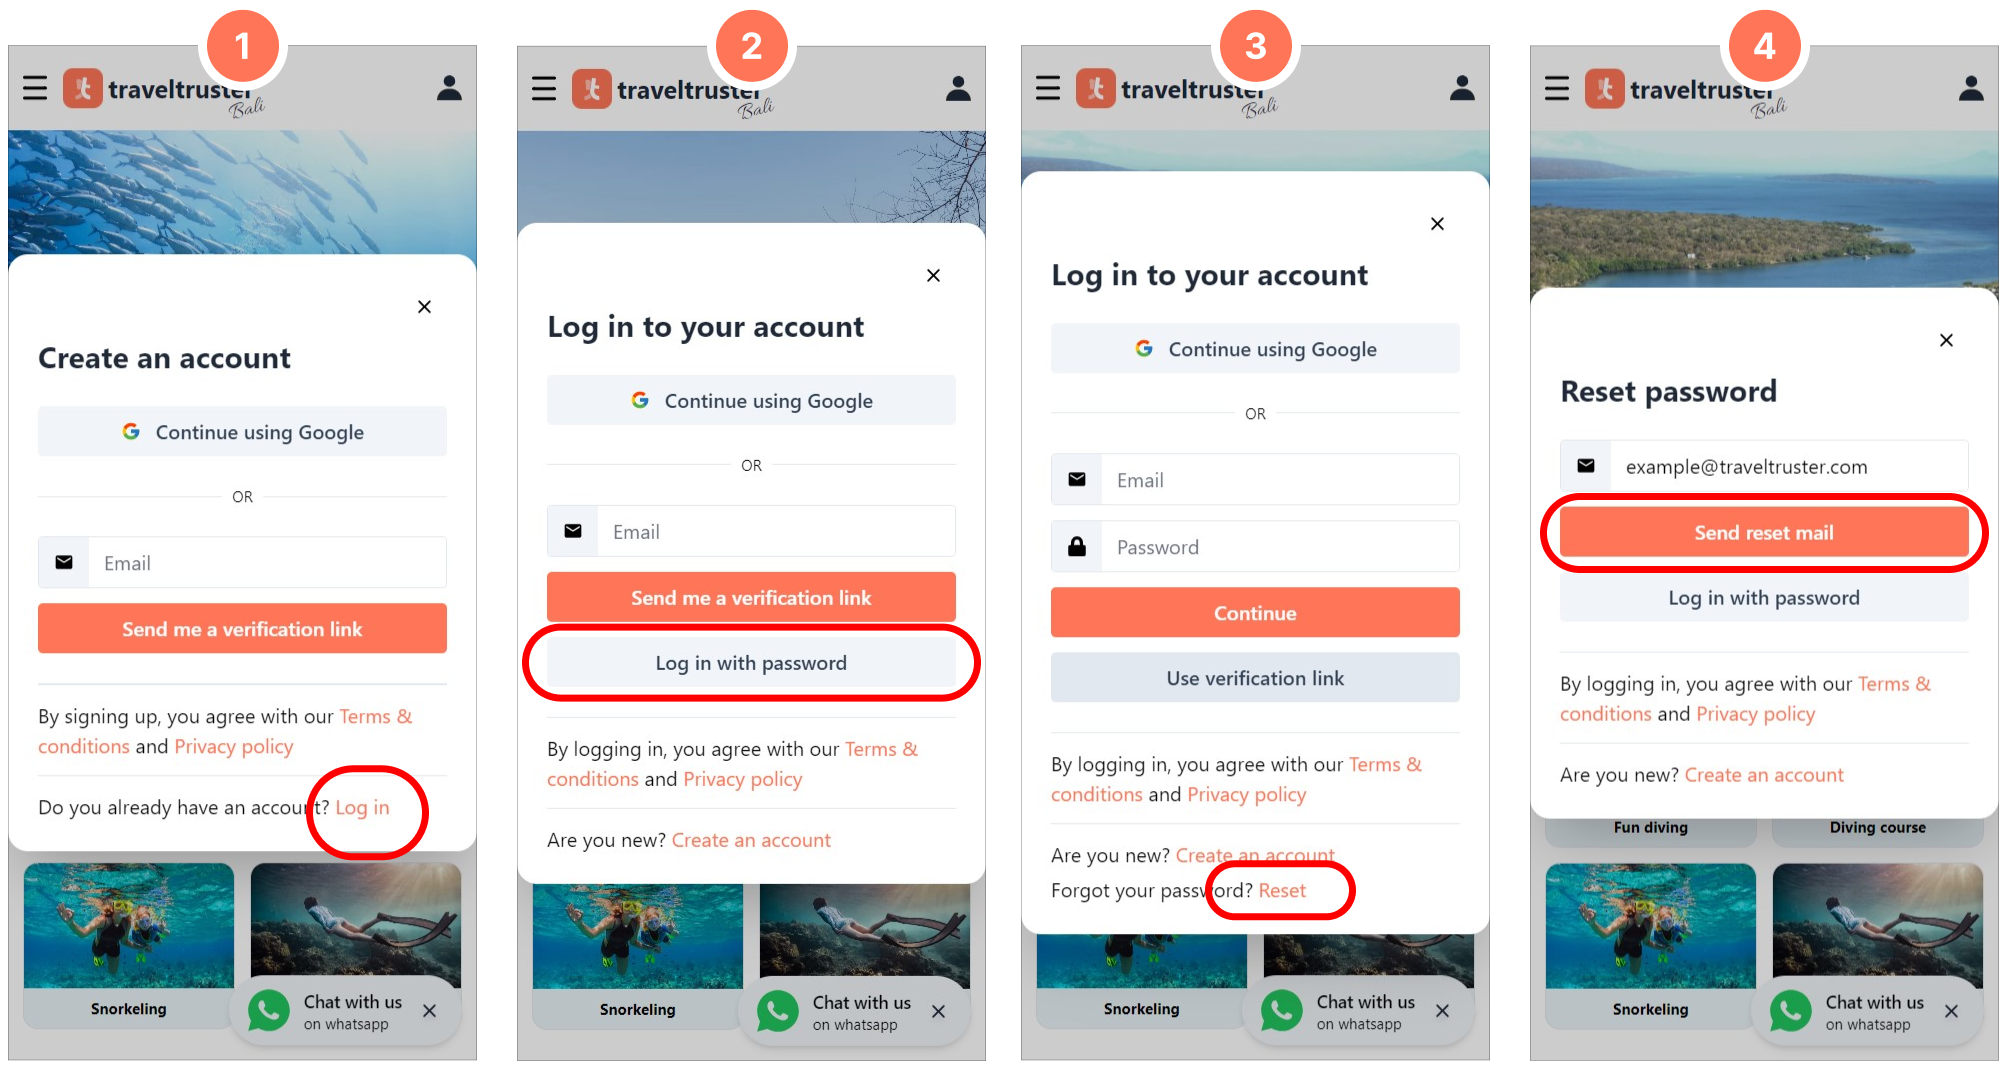 1
traveltruster
Bali
Create an account
Continue using Google
OR
Email
Send me a verification link
By signing up, you agree with our Terms &
conditions and Privacy policy
Do you already have an account? Log in
Snorkeling
Chat with us
on whatsapp
2
traveltruster
Bali
Log in to your account
Continue using Google
OR
Email
Send me a verification link
Log in with password
By logging in, you agree with our Terms &
conditions and Privacy policy
Are you new? Create an account
Snorkeling
Chat with us
on whatsapp
3
traveltruster
Bali
Log in to your account
Continue using Google
OR
Email
Password
Continue
Use verification link
By logging in, you agree with our Terms &
conditions and Privacy policy
Are you new? Create an account
Forgot your password? Reset
Snorkeling
Chat with us
on whatsapp
4
traveltruster
Bali
Reset password
example@traveltruster.com
Send reset mail
Log in with password
By logging in, you agree with our Terms &
conditions and Privacy policy
Are you new? Create an account
Fun diving
Diving course
Snorkeling
Chat with us
on whatsapp